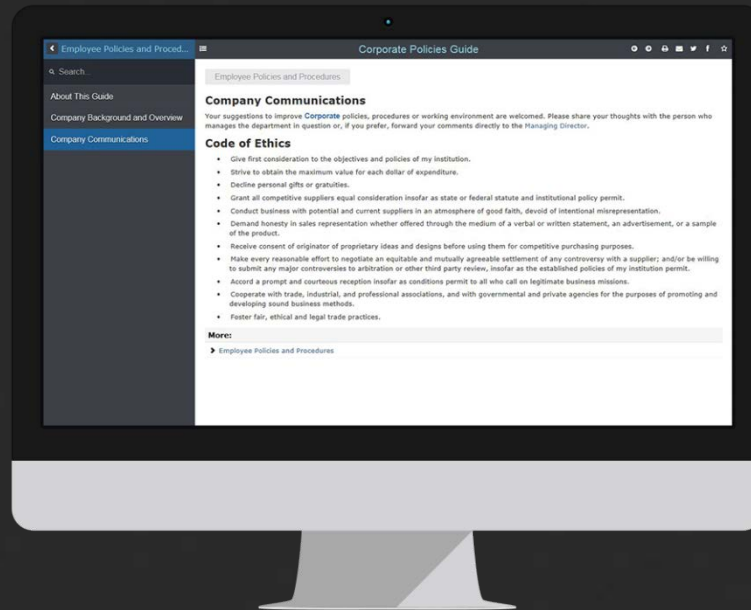 Employee Policies and Proced...
Corporate Policies Guide
Search...
About This Guide
Company Background and Overview
Company Communications
Employee Policies and Procedures
Company Communications
Your suggestions to improve Corporate policies, procedures or working environment are welcomed. Please share your thoughts with the person who
manages the department in question or, if you prefer, forward your comments directly to the Managing Director.
Code of Ethics
• Give first consideration to the objectives and policies of my institution.
• Strive to obtain the maximum value for each dollar of expenditure.
• Decline personal gifts or gratuities.
• Grant all competitive suppliers equal consideration insofar as state or federal statute and institutional policy permit.
• Conduct business with potential and current suppliers in an atmosphere of good faith, devoid of intentional misrepresentation.
• Demand honesty in sales representation whether offered through the medium of a verbal or written statement, an advertisement, or a sample
of the product.
• Receive consent of originator of proprietary ideas and designs before using them for competitive purchasing purposes.
• Make every reasonable effort to negotiate an equitable and mutually agreeable settlement of any controversy with a supplier; and/or be willing
to submit any major controversies to arbitration or other third party review, insofar as the established policies of my institution permit.
• Accord a prompt and courteous reception insofar as conditions permit to all who call on legitimate business missions.
• Cooperate with trade, industrial, and professional associations, and with governmental and private agencies for the purposes of promoting and
developing sound business methods.
• Foster fair, ethical and legal trade practices.
More:
Employee Policies and Procedures